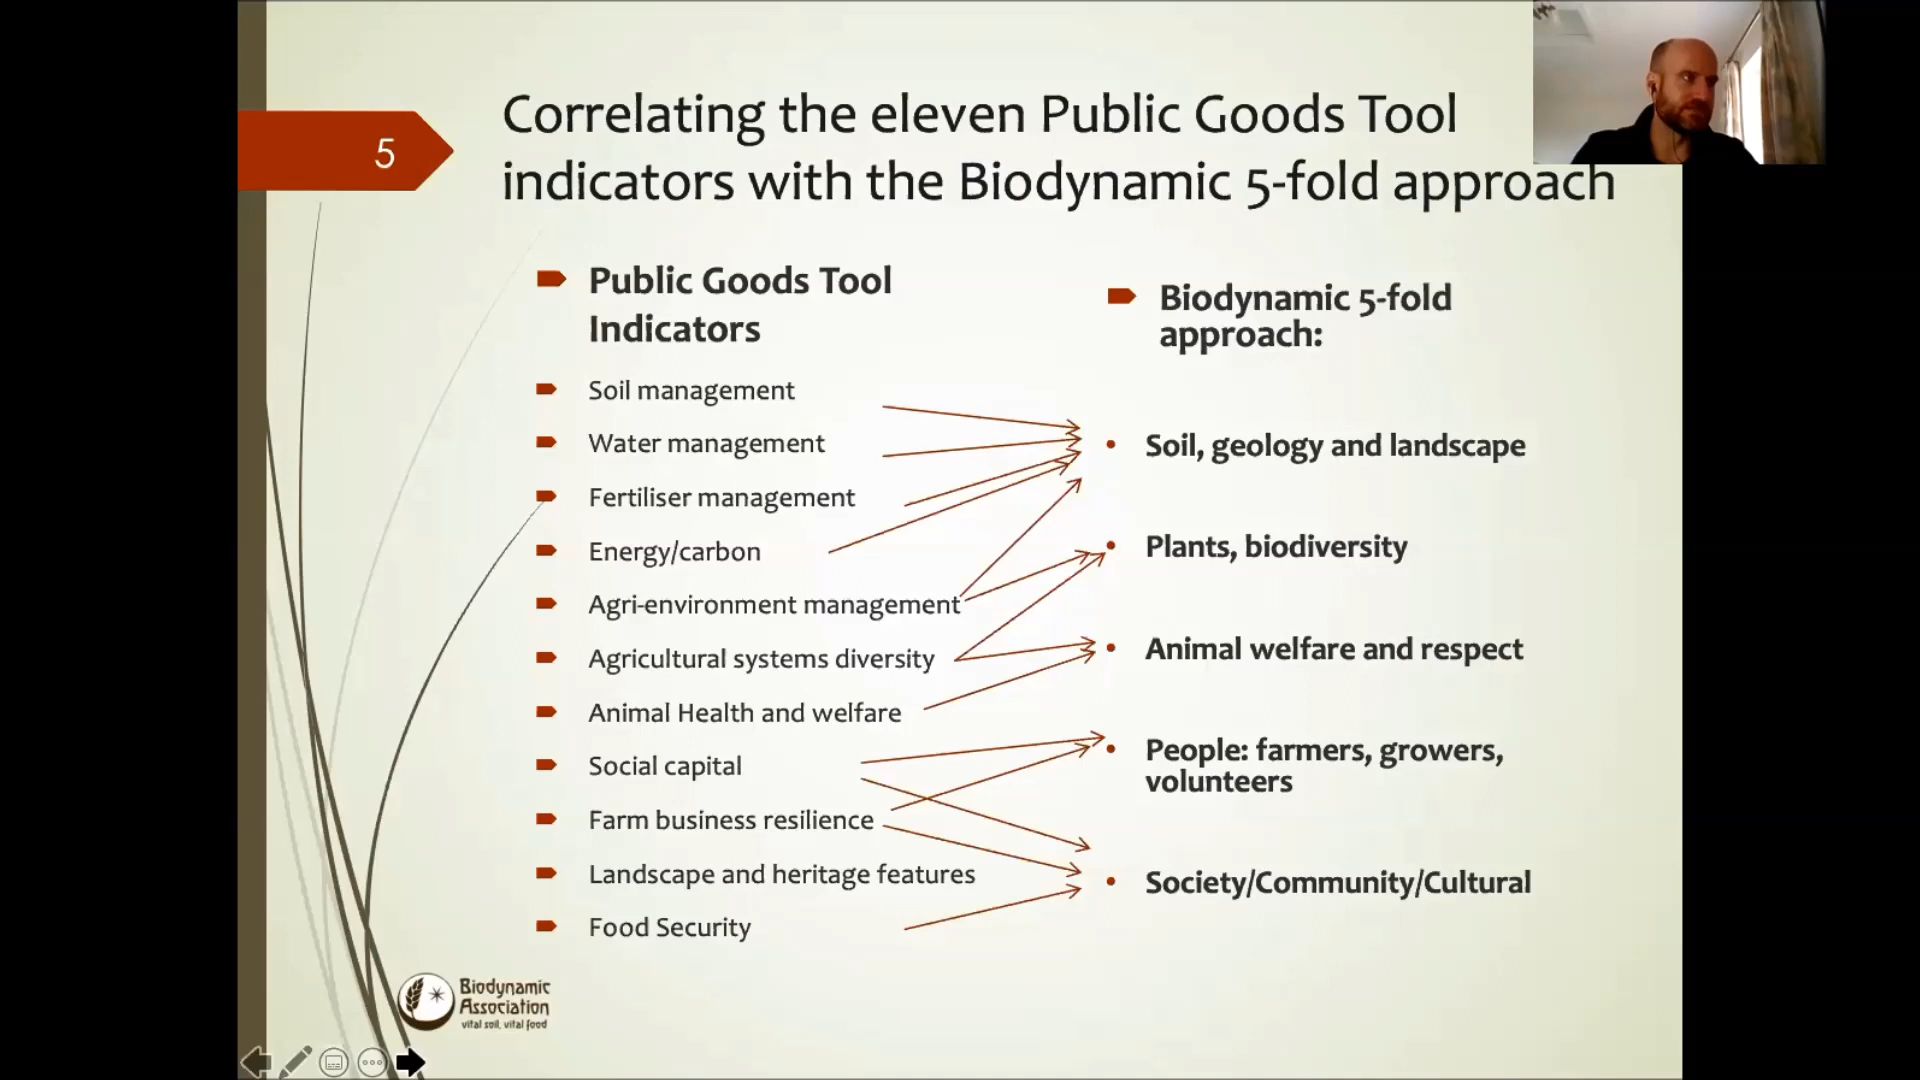 5
Correlating the eleven Public Goods Tool
indicators with the Biodynamic 5-fold approach
Public Goods Tool
Indicators
Soil management
Water management
Fertiliser management
Energy/carbon
Agri-environment management
Agricultural systems diversity
Animal Health and welfare
Social capital
Farm business resilience
Landscape and heritage features
Food Security
Biodynamic 5-fold
approach:
Soil, geology and landscape
Plants, biodiversity
Animal welfare and respect
People: farmers, growers,
volunteers
Society/Community/Cultural
Biodynamic
Association
vital soil, vital food